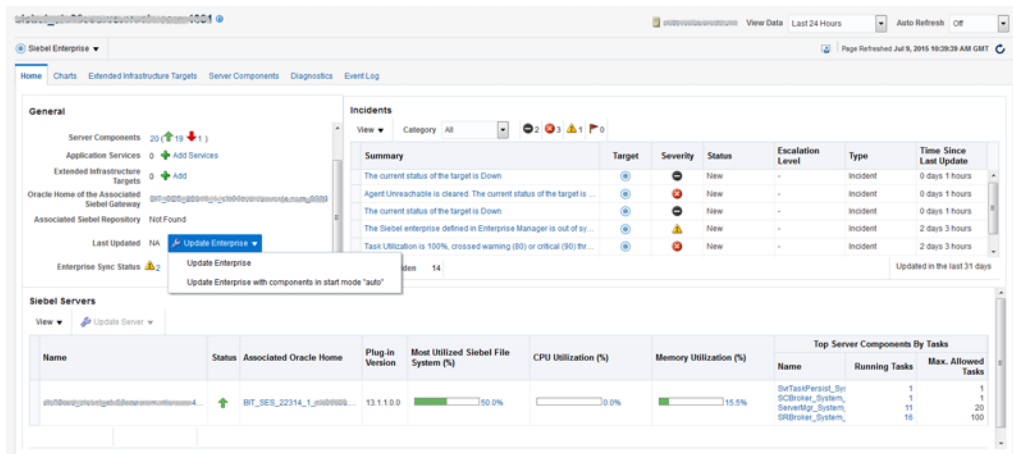 1001
View Data Last 24 Hours Auto Refresh Off
Siebel Enterprise Page Refreshed Jul 9, 2015 10:39:39 AM GMT
Home Charts Extended Infrastructure Targets Server Components Diagnostics Event Log
General
Server Components 20 ( 19 1 )
Application Services 0 Add Services
Extended Infrastructure
Targets 0 Add
Oracle Home of the Associated
Siebel Gateway
Associated Siebel Repository Not Found
Last Updated NA Update Enterprise
Update Enterprise
Enterprise Sync Status 2
Update Enterprise with components in start mode "auto"
Incidents
View Category All 2 3 1 0
Summary Target Severity Status Escalation Level Type Time Since Last Update
The current status of the target is Down New - Incident 0 days 1 hours
Agent Unreachable is cleared. The current status of the target is ... New - Incident 0 days 1 hours
The current status of the target is Down New - Incident 0 days 1 hours
The Siebel enterprise defined in Enterprise Manager is out of sy... New - Incident 2 days 3 hours
Task Utilization is 100%, crossed warning (80) or critical (90) thr... New - Incident 2 days 3 hours
den 14 Updated in the last 31 days
Siebel Servers
View Update Server
Name Status Associated Oracle Home Plug-in Version Most Utilized Siebel File System (%) CPU Utilization (%) Memory Utilization (%) Top Server Components By Tasks
Name Running Tasks Max. Allowed Tasks
4... BIT_SES_22314_1_ 13.1.1.0.0 50.0% 0.0% 15.5%
SvrTaskPersist_Sys 1 1
SCBroker_System_ 1 1
ServerMgr_System_ 11 20
SRBroker_System_ 16 100